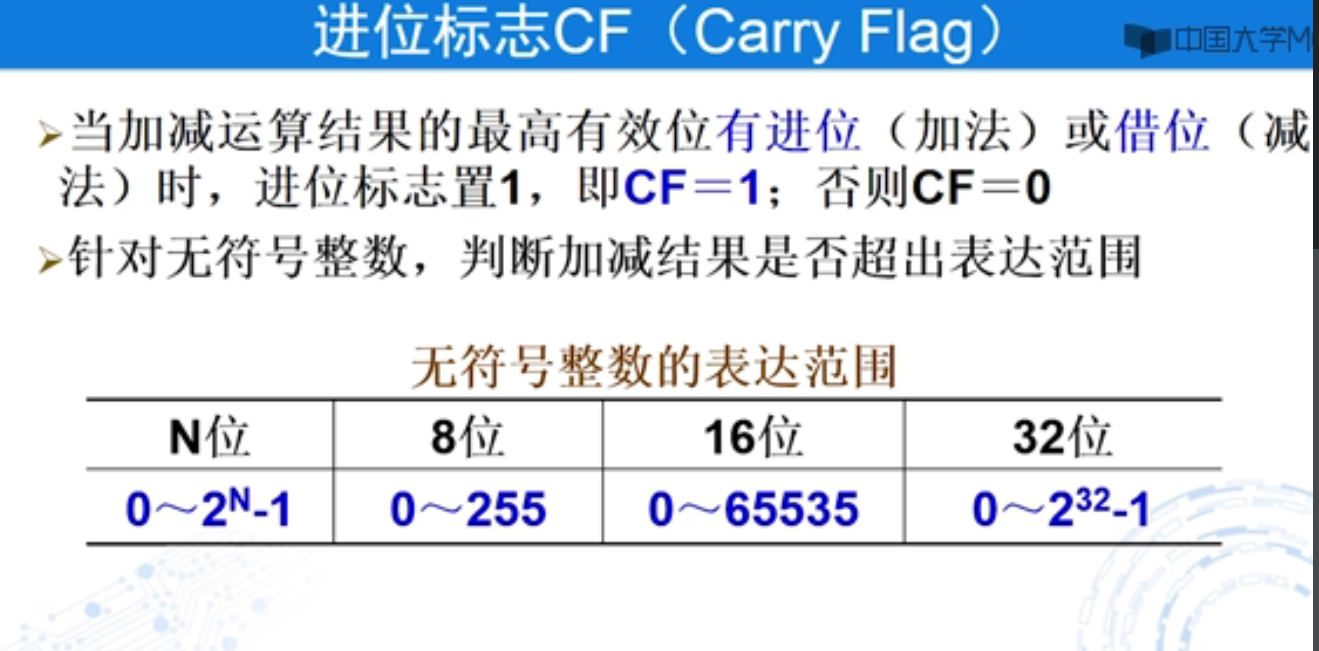 进位标志CF（Carry Flag）
中国大学M
当加减运算结果的最高有效位有进位（加法）或借位（减
法）时，进位标志置1，即CF＝1；否则CF＝0
针对无符号整数，判断加减结果是否超出表达范围
无符号整数的表达范围
N位 8位 16位 32位
0～2ᴺ-1 0～255 0～65535 0～2³²-1